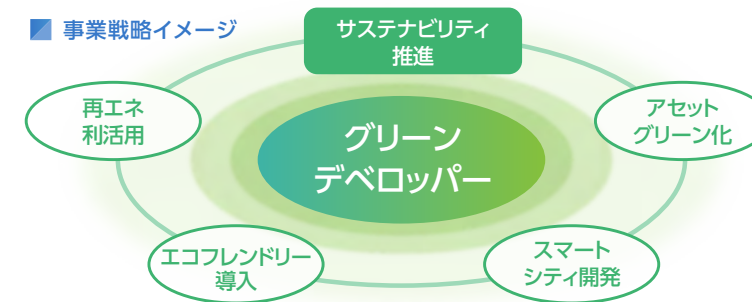 事業戦略イメージ
サステナビリティ
推進
再エネ
利活用
アセット
グリーン化
グリーン
デベロッパー
エコフレンドリー
導入
スマート
シティ開発